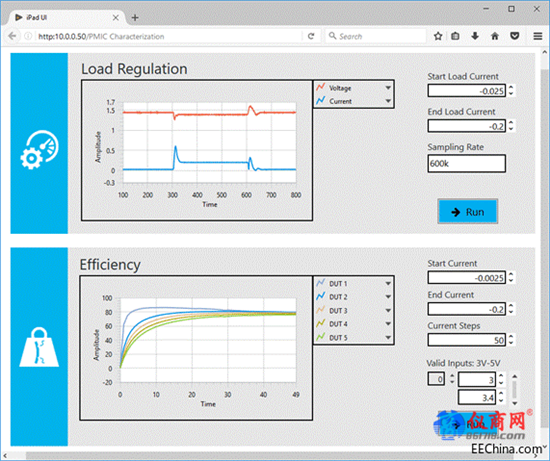 iPad UI
http:10.0.0.50/PMIC Characterization
Search
Load Regulation
Voltage
Current
1.7
1.5
1
0.5
0
-0.3
Amplitude
100 200 300 400 500 600 700 800
Time
Start Load Current
-0.025
End Load Current
-0.2
Sampling Rate
600k
Run
Efficiency
DUT 1
DUT 2
DUT 3
DUT 4
DUT 5
100
80
60
40
20
0
-20
Amplitude
0 10 20 30 40 49
Time
Start Current
-0.0025
End Current
-0.2
Current Steps
50
Valid Inputs: 3V-5V
0
3
3.4
Run
EEChina.com